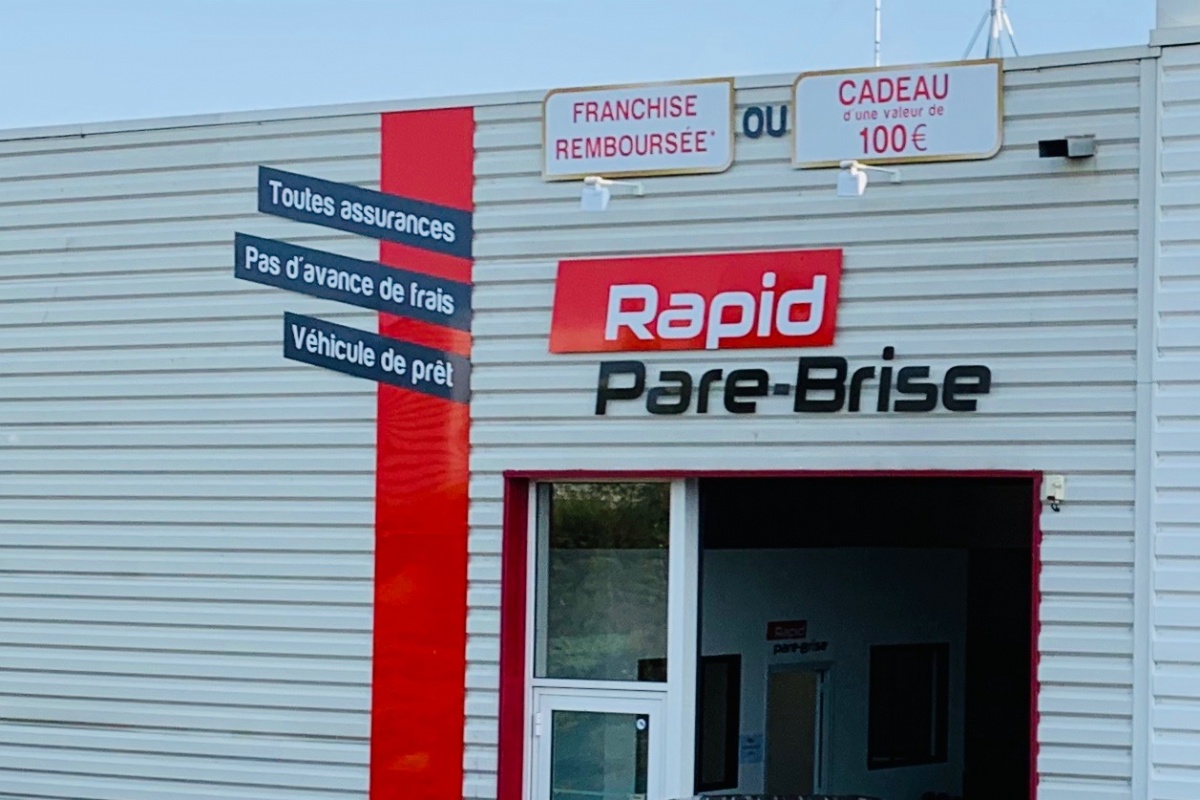 FRANCHISE
REMBOURSÉE*
OU
CADEAU
d'une valeur de
100€
Toutes assurances
Pas d'avance de frais
Véhicule de prêt
Rapid
Pare-Brise
Rapid
Pare-Brise